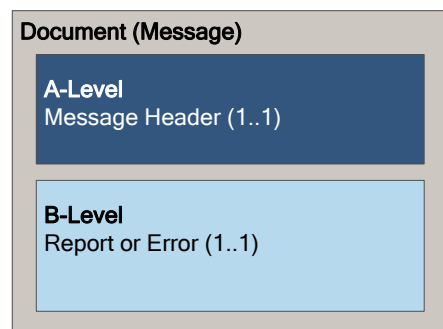 Document (Message)
A-Level
Message Header (1..1)
B-Level
Report or Error (1..1)